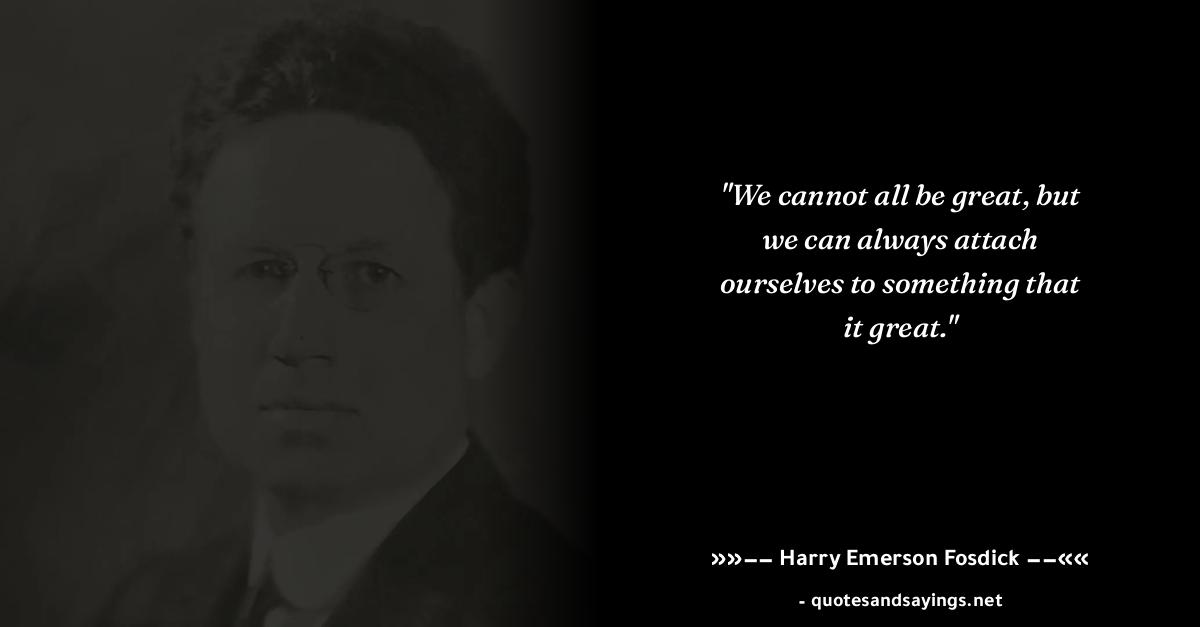 "We cannot all be great, but
we can always attach
ourselves to something that
it great."
»»–– Harry Emerson Fosdick ––««
- quotesandsayings.net